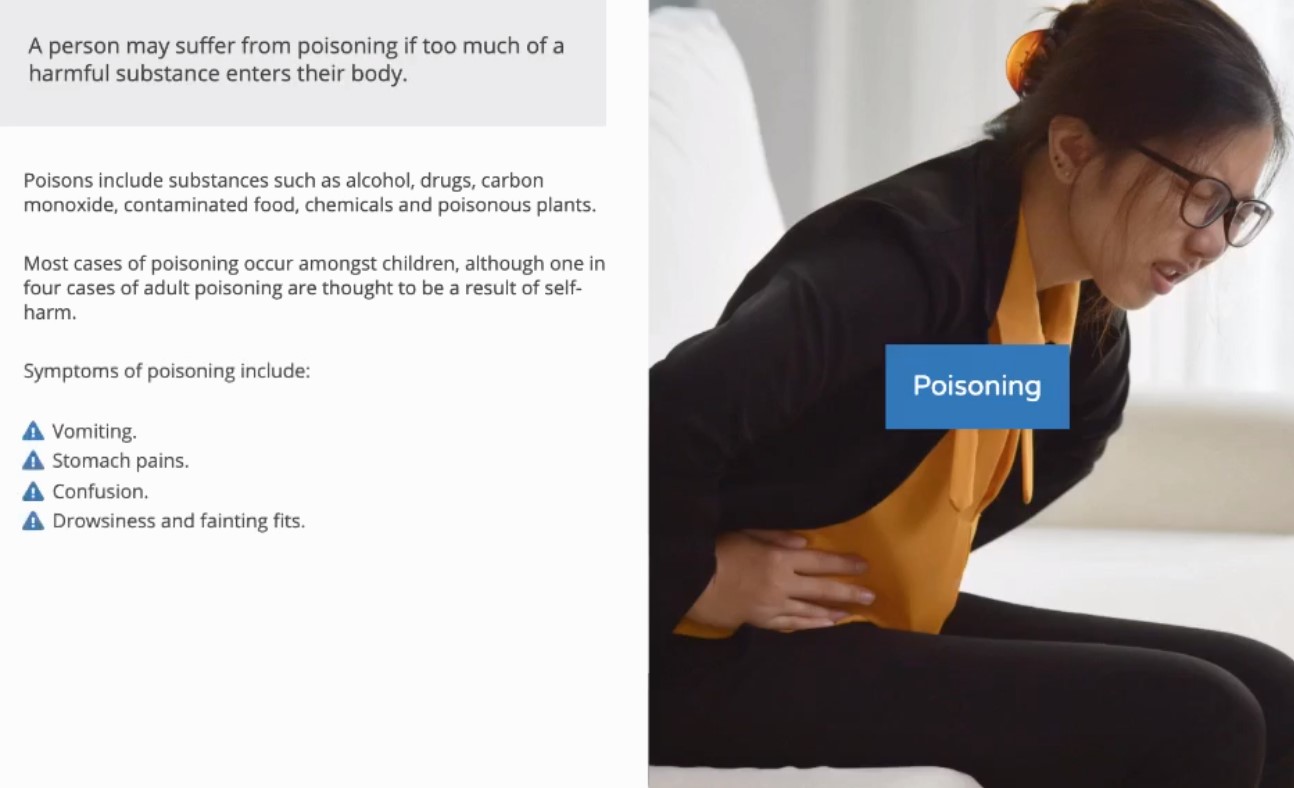 A person may suffer from poisoning if too much of a
harmful substance enters their body.
Poisons include substances such as alcohol, drugs, carbon
monoxide, contaminated food, chemicals and poisonous plants.
Most cases of poisoning occur amongst children, although one in
four cases of adult poisoning are thought to be a result of self-
harm.
Symptoms of poisoning include:
Vomiting.
Stomach pains.
Confusion.
Drowsiness and fainting fits.
Poisoning